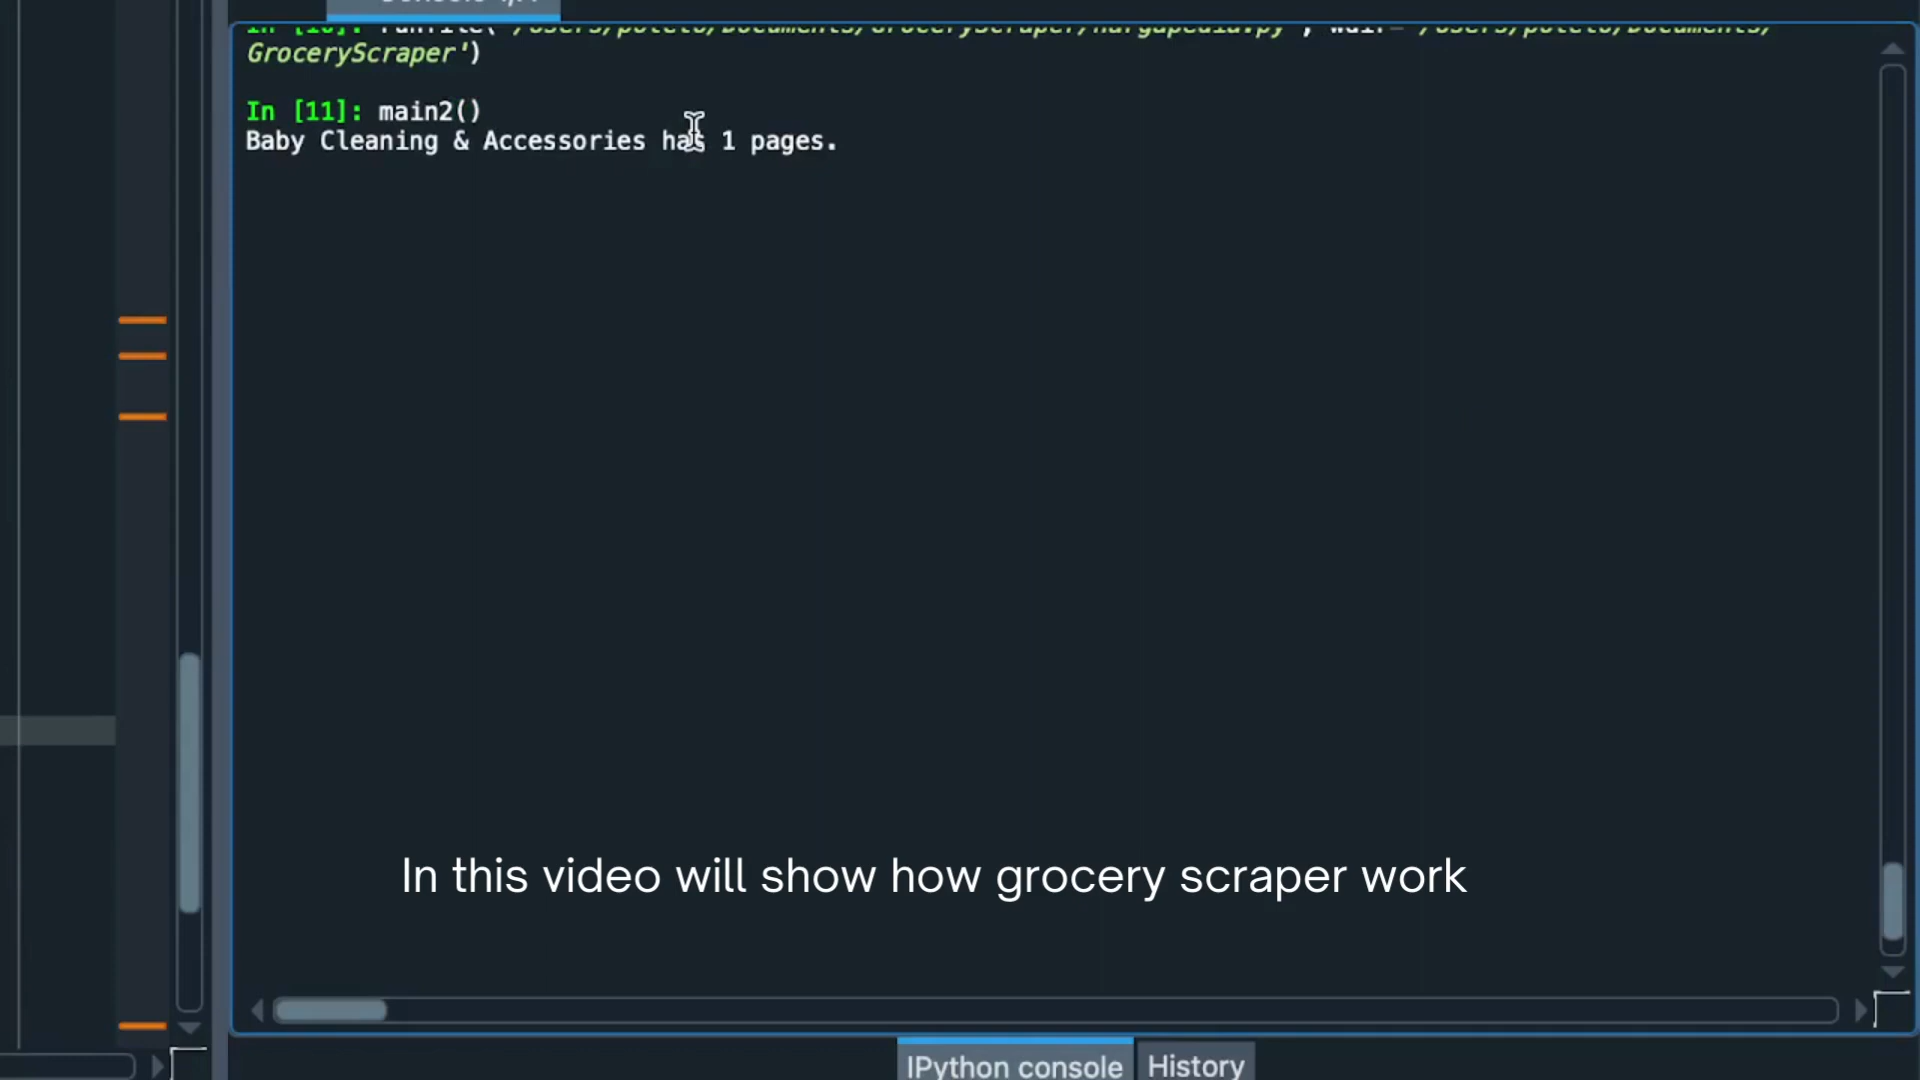 GroceryScraper')
In [11]: main2()
Baby Cleaning & Accessories has 1 pages.
In this video will show how grocery scraper work
IPython console
History